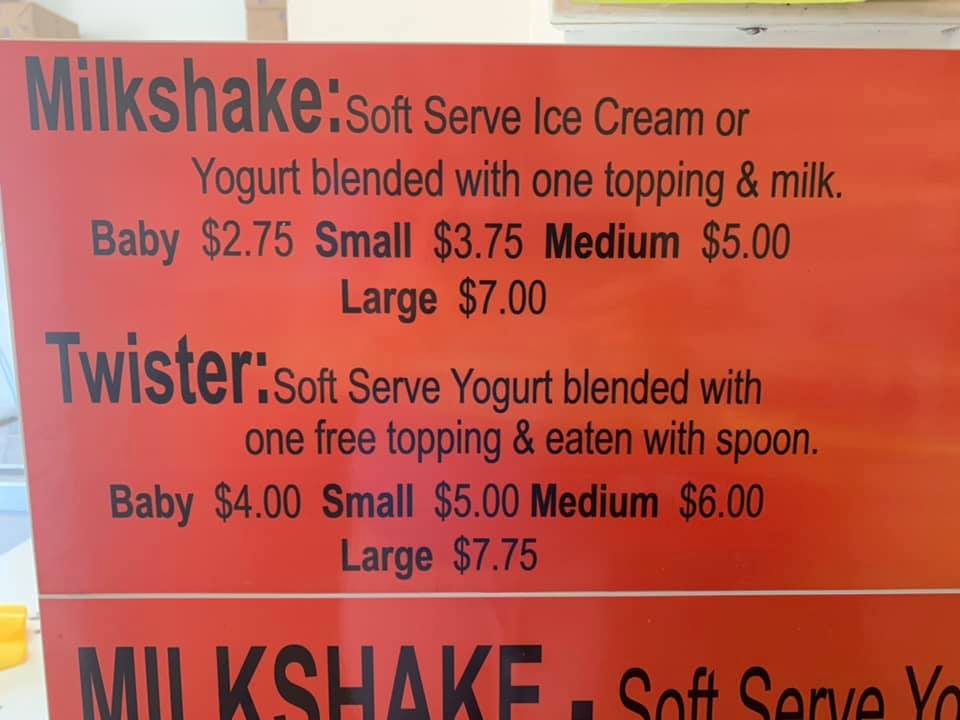 Milkshake: Soft Serve Ice Cream or
Yogurt blended with one topping & milk.
Baby $2.75 Small $3.75 Medium $5.00
Large $7.00
Twister: Soft Serve Yogurt blended with
one free topping & eaten with spoon.
Baby $4.00 Small $5.00 Medium $6.00
Large $7.75
MILKSHAKE - Soft Serve Yo